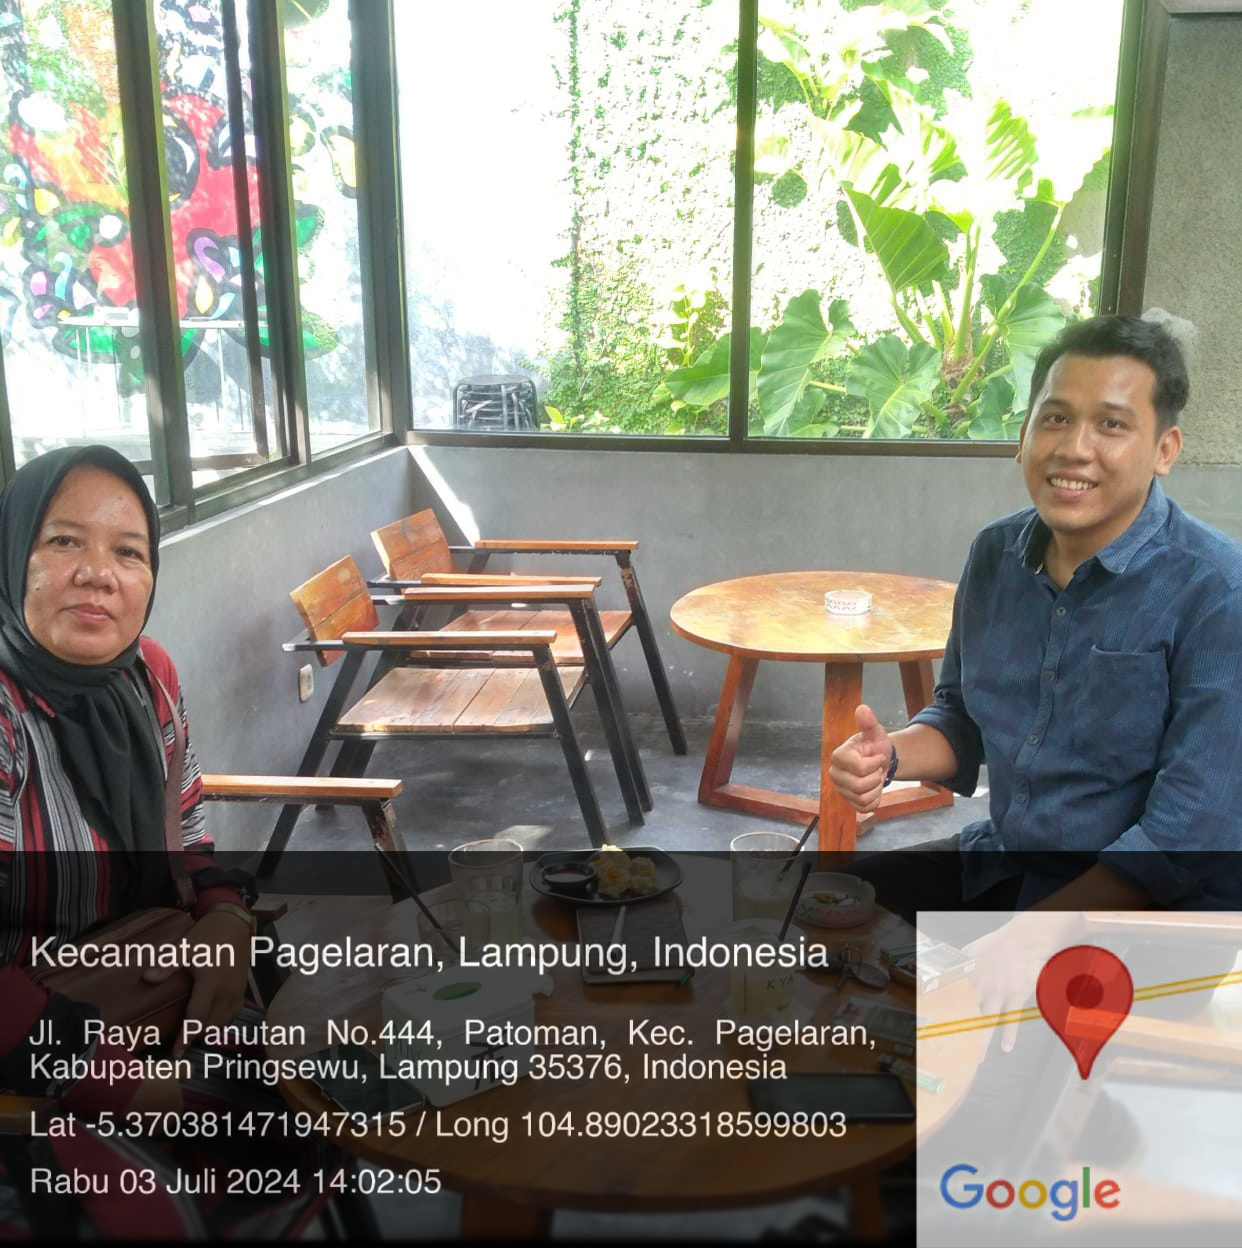 Kecamatan Pagelaran, Lampung, Indonesia
Jl. Raya Panutan No.444, Patoman, Kec. Pagelaran,
Kabupaten Pringsewu, Lampung 35376, Indonesia
Lat -5.370381471947315 / Long 104.89023318599803
Rabu 03 Juli 2024 14:02:05
Google